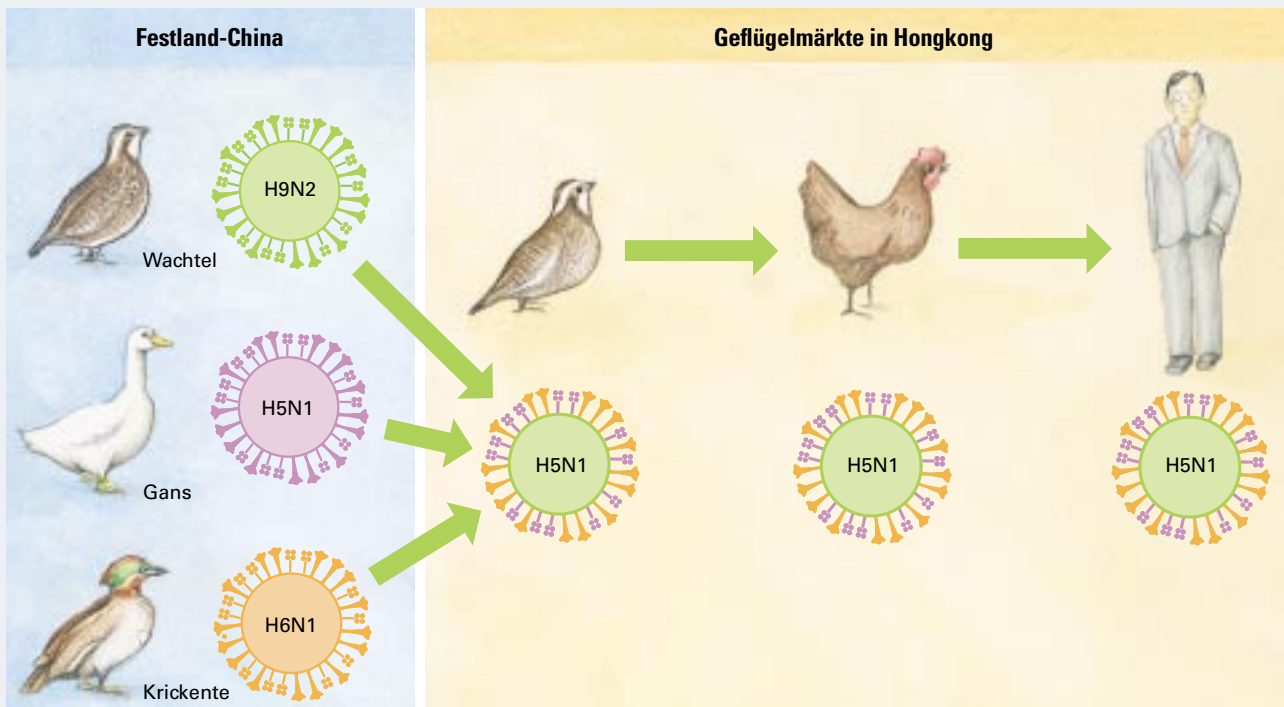 Festland-China
Geflügelmärkte in Hongkong
H9N2
Wachtel
H5N1
Gans
H6N1
Krickente
H5N1
H5N1
H5N1